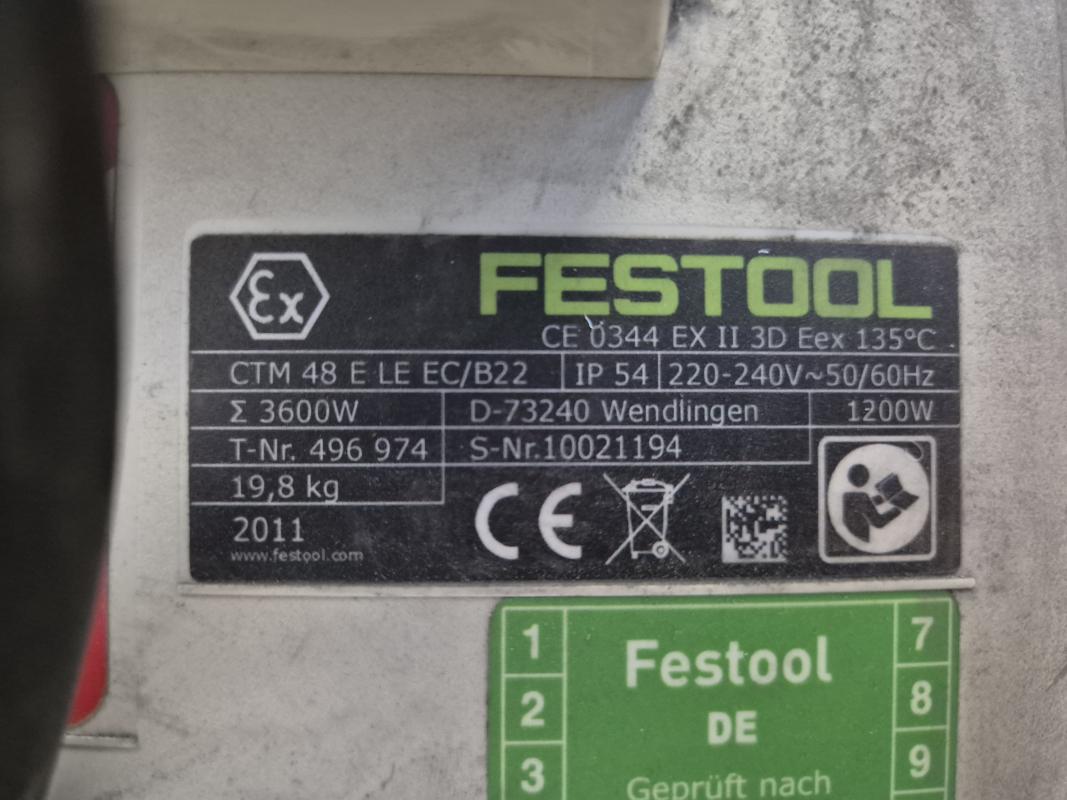 Ex
FESTOOL
CE 0344 EX II 3D Eex 135°C
CTM 48 E LE EC/B22 IP 54 220-240V~50/60Hz
Σ 3600W D-73240 Wendlingen 1200W
T-Nr. 496 974 S-Nr.10021194
19,8 kg
CE
2011
www.festool.com
1 Festool 7
2 DE 8
3 Geprüft nach 9